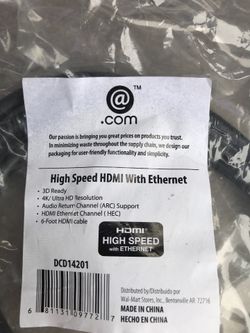 @™
.com
Our passion is bringing you great prices on products you trust.
In minimizing waste throughout the supply chain, we design our
packaging for user-friendly functionality and simplicity.
High Speed HDMI With Ethernet
• 3D Ready
• 4K/ Ultra HD Resolution
• Audio Return Channel (ARC) Support
• HDMI Ethernet Channel ( HEC)
• 6-Foot HDMI cable
HDMI
HIGH SPEED
with ETHERNET
DCD14201
6 81131 09772 7
Distributed by/Distribuido por
Wal-Mart Stores, Inc., Bentonville AR 72716
MADE IN CHINA
HECHO EN CHINA